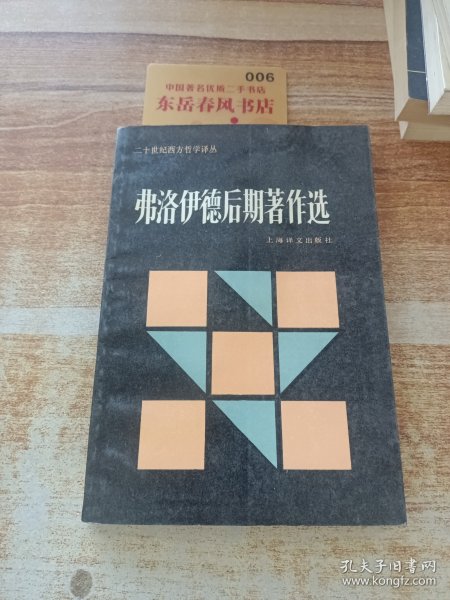 006
中国著名优质二手书店
东岳春风书店
二十世纪西方哲学译丛
弗洛伊德后期著作选
上海译文出版社
孔夫子旧书网
www.kongfz.com